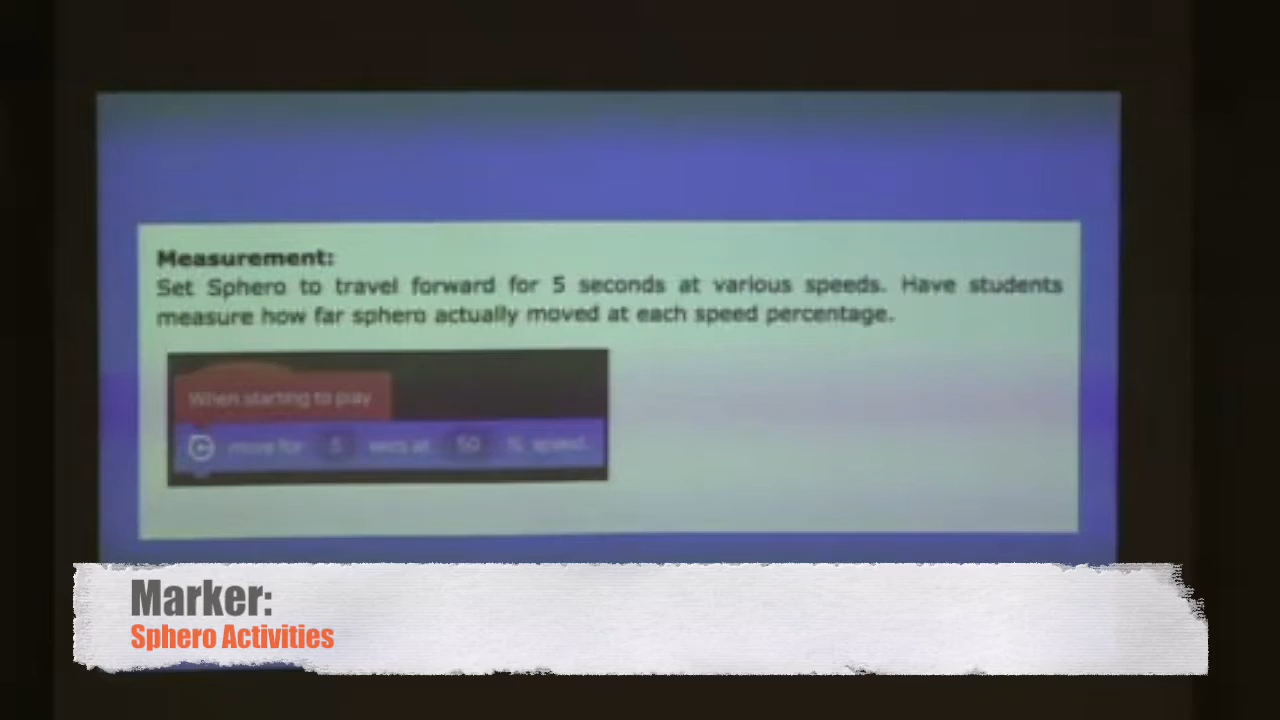 Measurement:
Set Sphero to travel forward for 5 seconds at various speeds. Have students
measure how far sphero actually moved at each speed percentage.
When starting to play
move for 5 secs at 50 % speed
Marker:
Sphero Activities